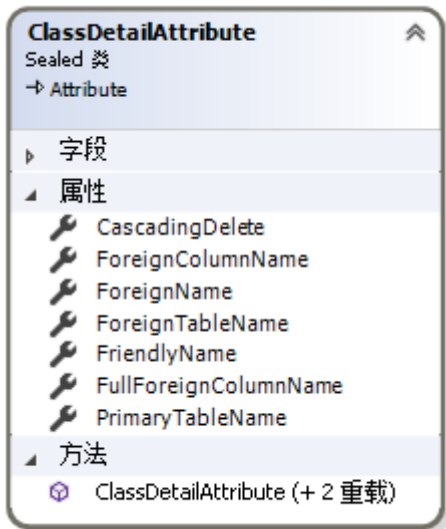 ClassDetailAttribute
Sealed 类
Attribute
字段
属性
CascadingDelete
ForeignColumnName
ForeignName
ForeignTableName
FriendlyName
FullForeignColumnName
PrimaryTableName
方法
ClassDetailAttribute (+ 2 重载)